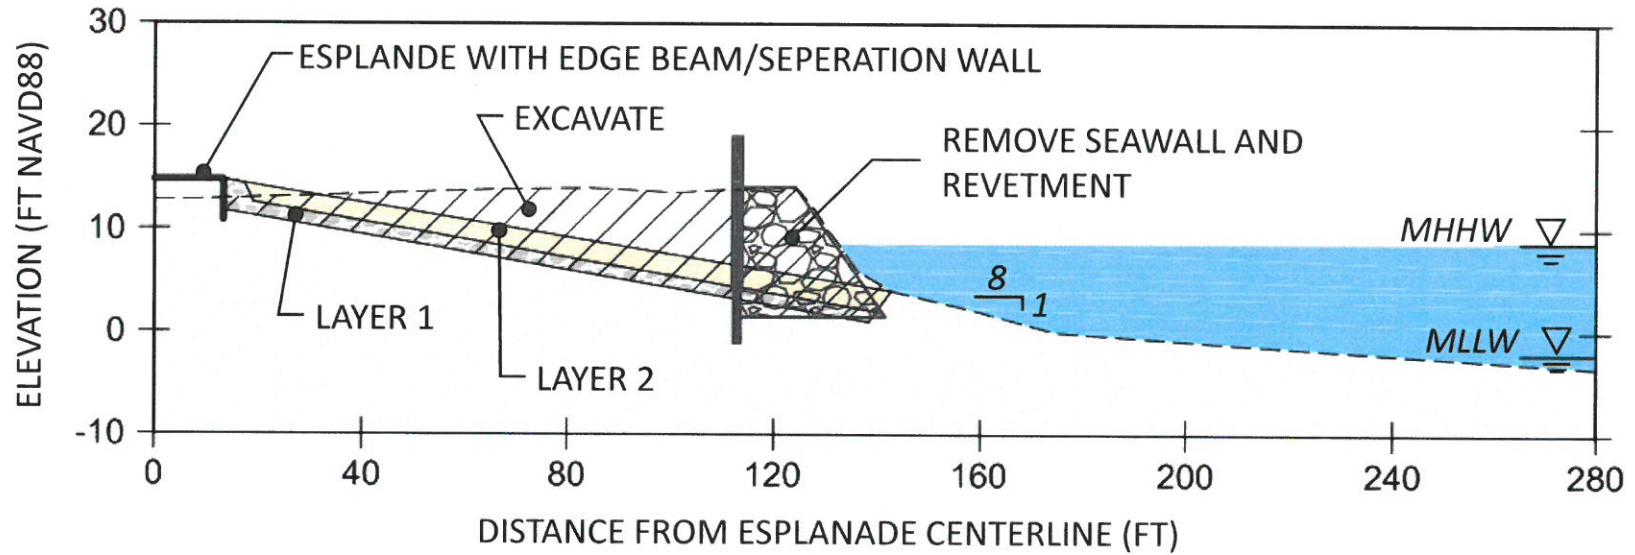 30
ESPLANDE WITH EDGE BEAM/SEPERATION WALL
EXCAVATE
20
REMOVE SEAWALL AND
REVETMENT
10
MHHW
8
1
LAYER 1
0
MLLW
LAYER 2
-10
0 40 80 120 160 200 240 280
ELEVATION (FT NAVD88)
DISTANCE FROM ESPLANADE CENTERLINE (FT)